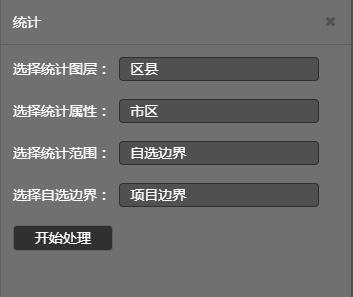 统计
选择统计图层： 区县
选择统计属性： 市区
选择统计范围： 自选边界
选择自选边界： 项目边界
开始处理